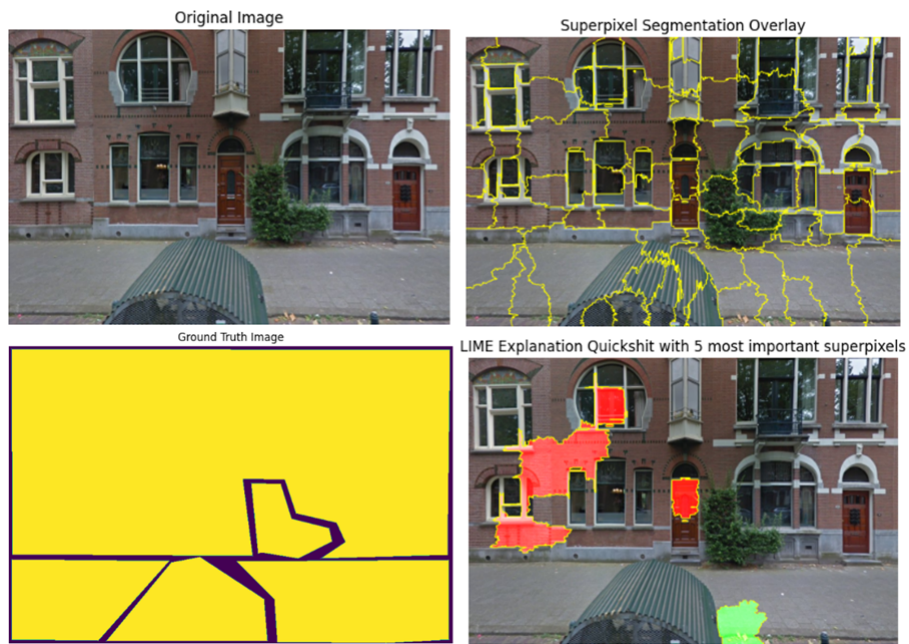 Original Image
Superpixel Segmentation Overlay
Ground Truth Image
LIME Explanation Quickshit with 5 most important superpixels